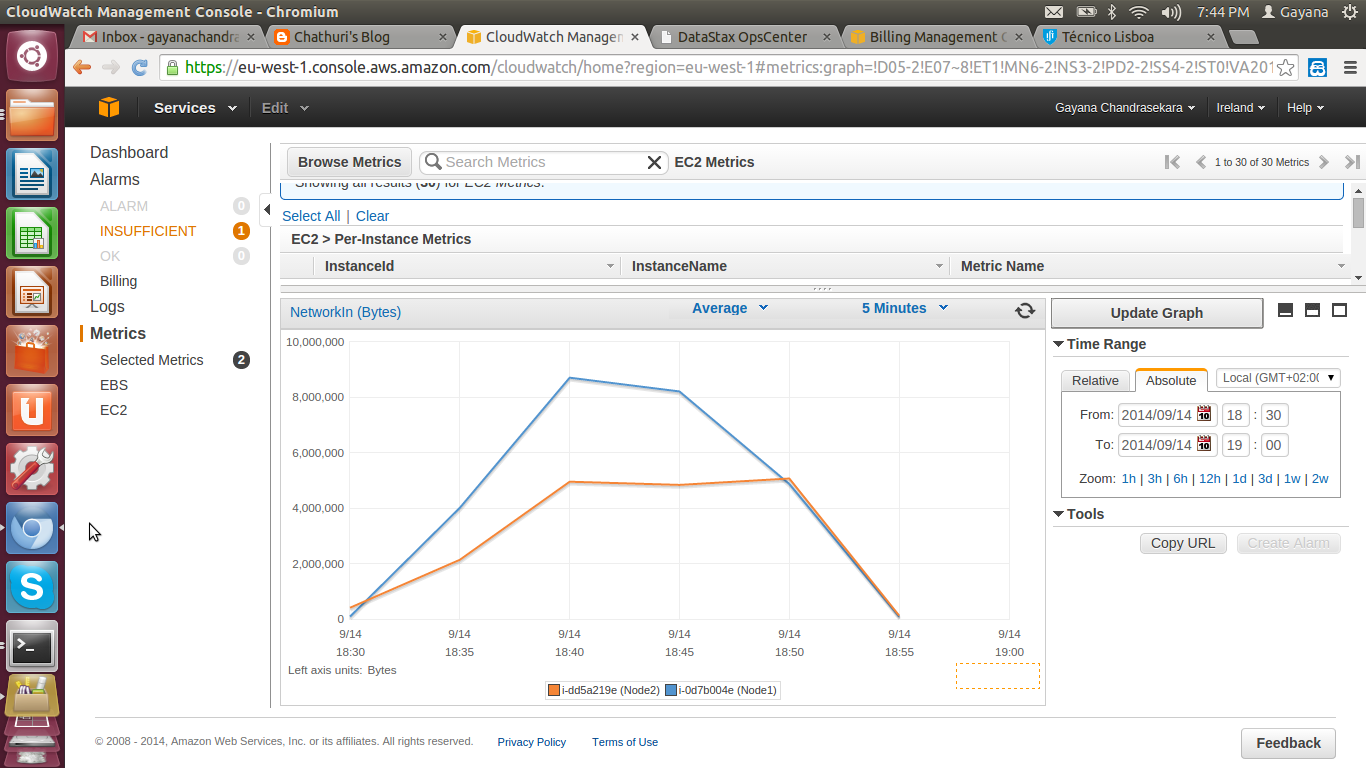 CloudWatch Management Console - Chromium
7:44 PM Gayana
Inbox - gayanachandra
Chathuri's Blog
CloudWatch Managem
DataStax OpsCenter
Billing Management C
Técnico Lisboa
https://eu-west-1.console.aws.amazon.com/cloudwatch/home?region=eu-west-1#metrics:graph=!D05-2!E07~8!ET1!MN6-2!NS3-2!PD2-2!SS4-2!ST0!VA201
Services Edit Gayana Chandrasekara Ireland Help
Dashboard
Alarms
ALARM 0
INSUFFICIENT 1
OK 0
Billing
Logs
Metrics
Selected Metrics 2
EBS
EC2
Browse Metrics Search Metrics EC2 Metrics 1 to 30 of 30 Metrics
Showing all results (30) for EC2 Metrics.
Select All | Clear
EC2 > Per-Instance Metrics
InstanceId InstanceName Metric Name
NetworkIn (Bytes) Average 5 Minutes
10,000,000
8,000,000
6,000,000
4,000,000
2,000,000
0
9/14 9/14 9/14 9/14 9/14 9/14 9/14
18:30 18:35 18:40 18:45 18:50 18:55 19:00
Left axis units: Bytes
i-dd5a219e (Node2) i-0d7b004e (Node1)
Update Graph
Time Range
Relative Absolute Local (GMT+02:00
From: 2014/09/14 18 : 30
To: 2014/09/14 19 : 00
Zoom: 1h | 3h | 6h | 12h | 1d | 3d | 1w | 2w
Tools
Copy URL Create Alarm
© 2008 - 2014, Amazon Web Services, Inc. or its affiliates. All rights reserved. Privacy Policy Terms of Use
Feedback